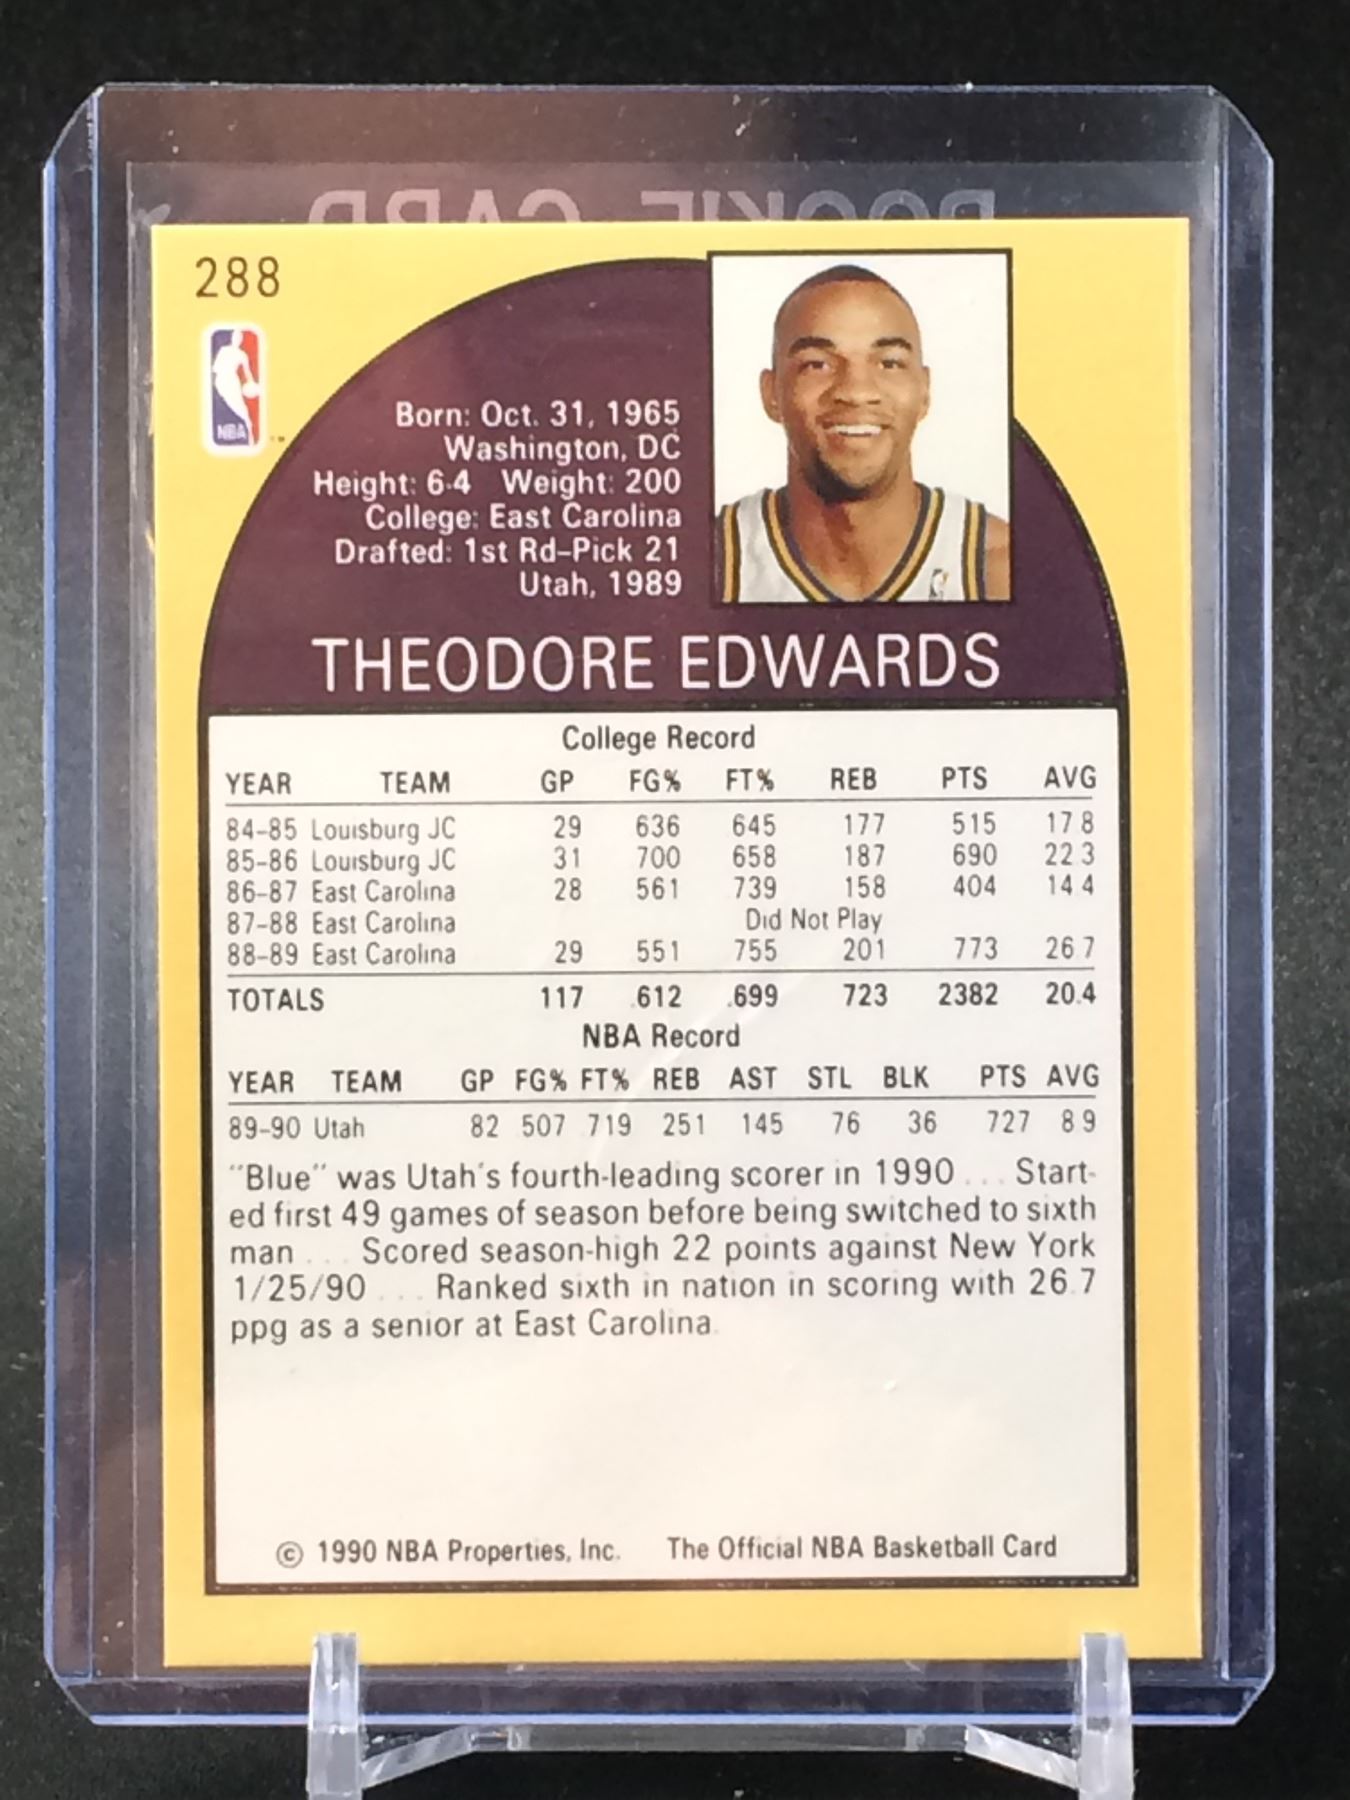 ROOKIE CARD
288
NBA
Born: Oct. 31, 1965
Washington, DC
Height: 6-4 Weight: 200
College: East Carolina
Drafted: 1st Rd-Pick 21
Utah, 1989
THEODORE EDWARDS
College Record
YEAR TEAM GP FG% FT% REB PTS AVG
84-85 Louisburg JC 29 636 645 177 515 17 8
85-86 Louisburg JC 31 700 658 187 690 22 3
86-87 East Carolina 28 561 739 158 404 14 4
87-88 East Carolina Did Not Play
88-89 East Carolina 29 551 755 201 773 26 7
TOTALS 117 .612 .699 723 2382 20.4
NBA Record
YEAR TEAM GP FG% FT% REB AST STL BLK PTS AVG
89-90 Utah 82 507 719 251 145 76 36 727 8 9
"Blue" was Utah's fourth-leading scorer in 1990 ... Start-
ed first 49 games of season before being switched to sixth
man ... Scored season-high 22 points against New York
1/25/90 ... Ranked sixth in nation in scoring with 26.7
ppg as a senior at East Carolina.
© 1990 NBA Properties, Inc. The Official NBA Basketball Card